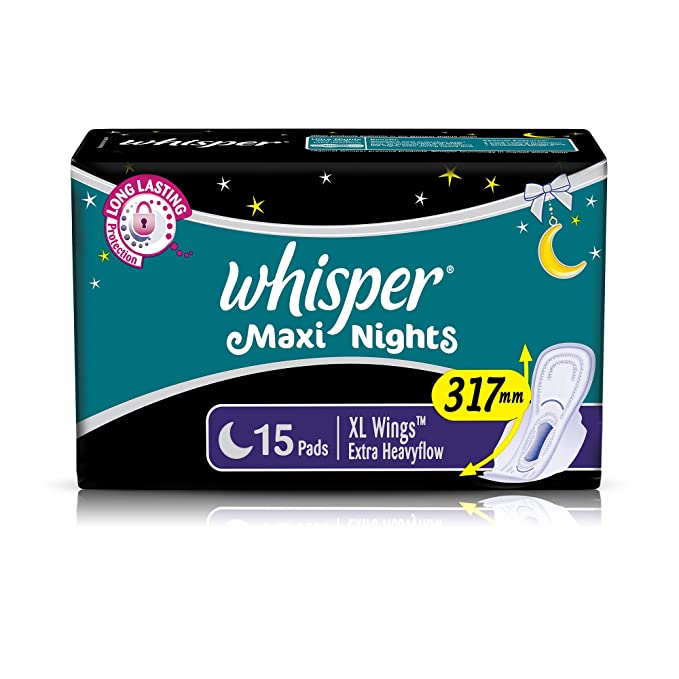 whisper
LONG LASTING
Protection
whisper®
Maxi Nights
317mm
15 Pads
XL Wings™
Extra Heavyflow